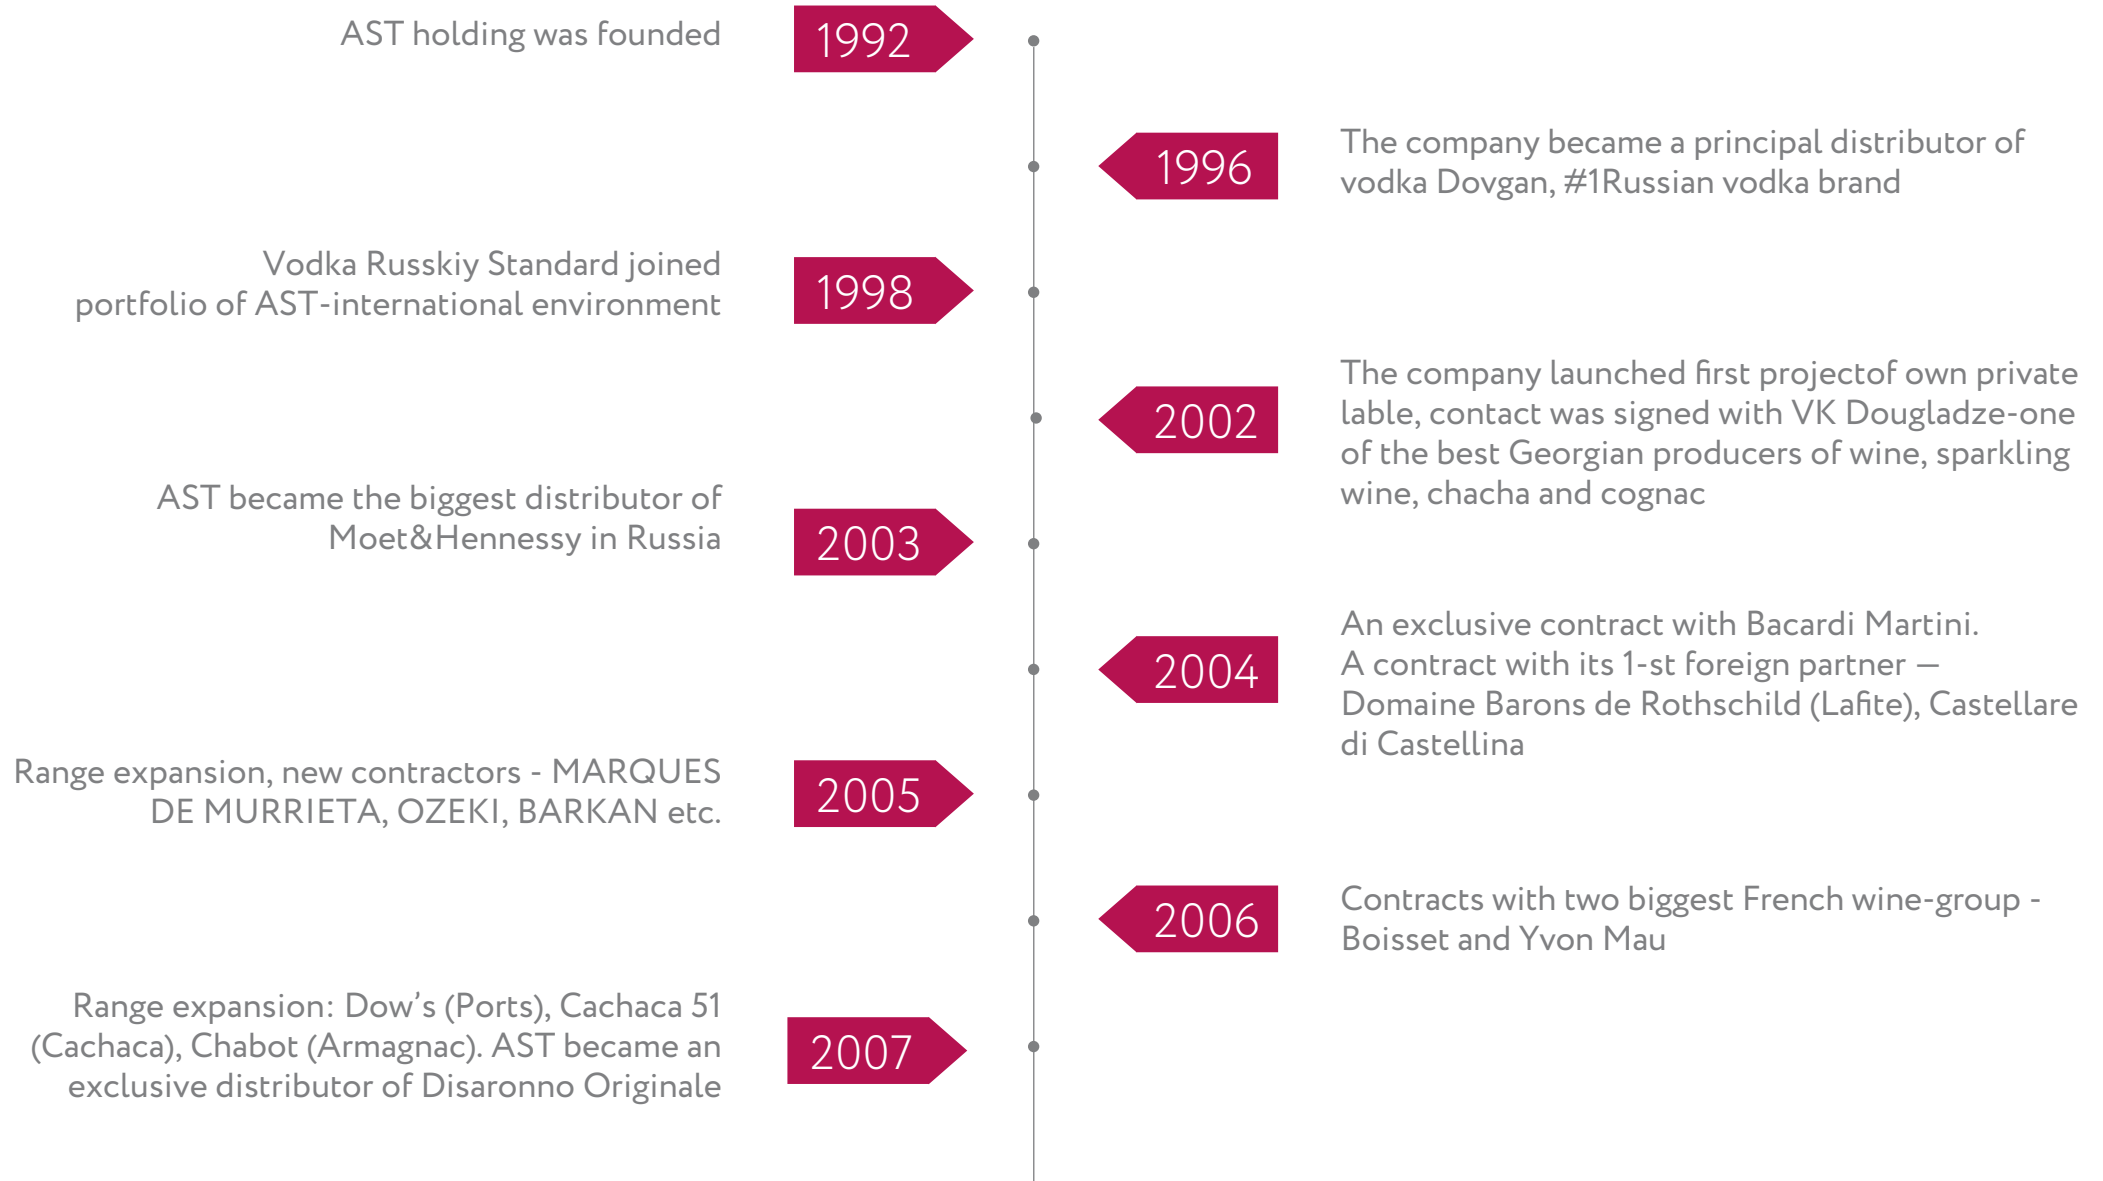 AST holding was founded
1992
1996
The company became a principal distributor of
vodka Dovgan, #1Russian vodka brand
Vodka Russkiy Standard joined
portfolio of AST-international environment
1998
2002
The company launched first projectof own private
lable, contact was signed with VK Dougladze-one
of the best Georgian producers of wine, sparkling
wine, chacha and cognac
AST became the biggest distributor of
Moet&Hennessy in Russia
2003
2004
An exclusive contract with Bacardi Martini.
A contract with its 1-st foreign partner —
Domaine Barons de Rothschild (Lafite), Castellare
di Castellina
Range expansion, new contractors - MARQUES
DE MURRIETA, OZEKI, BARKAN etc.
2005
2006
Contracts with two biggest French wine-group -
Boisset and Yvon Mau
Range expansion: Dow's (Ports), Cachaca 51
(Cachaca), Chabot (Armagnac). AST became an
exclusive distributor of Disaronno Originale
2007